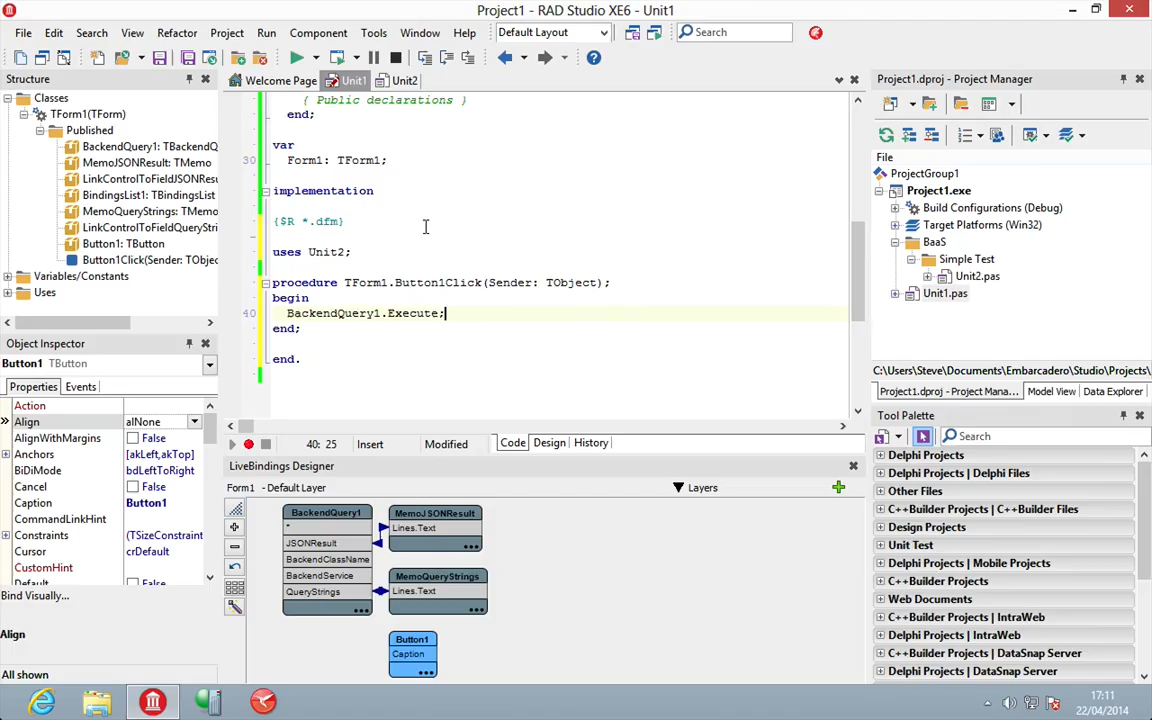 Project1 - RAD Studio XE6 - Unit1
File Edit Search View Refactor Project Run Component Tools Window Help
Default Layout
Search
Structure
Classes
TForm1(TForm)
Published
BackendQuery1: TBackendQ
MemoJSONResult: TMemo
LinkControlToFieldJSONResu
BindingsList1: TBindingsList
MemoQueryStrings: TMemo
LinkControlToFieldQueryStri
Button1: TButton
Button1Click(Sender: TObjec
Variables/Constants
Uses
Object Inspector
Button1 TButton
Properties Events
Action
Align alNone
AlignWithMargins False
Anchors [akLeft,akTop]
BiDiMode bdLeftToRight
Cancel False
Caption Button1
CommandLinkHint
Constraints (TSizeConstraint
Cursor crDefault
CustomHint
Default False
Bind Visually...
Align
All shown
Welcome Page Unit1 Unit2
{ Public declarations }
end;
var
30 Form1: TForm1;
implementation
{$R *.dfm}
uses Unit2;
procedure TForm1.Button1Click(Sender: TObject);
begin
40 BackendQuery1.Execute;
end;
end.
40: 25 Insert Modified Code Design History
LiveBindings Designer
Form1 - Default Layer
Layers
BackendQuery1
*
JSONResult
BackendClassName
BackendService
QueryStrings
MemoJSONResult
Lines.Text
MemoQueryStrings
Lines.Text
Button1
Caption
Project1.dproj - Project Manager
File
ProjectGroup1
Project1.exe
Build Configurations (Debug)
Target Platforms (Win32)
BaaS
Simple Test
Unit2.pas
Unit1.pas
C:\Users\Steve\Documents\Embarcadero\Studio\Projects\
Project1.dproj - Project Mana... Model View Data Explorer
Tool Palette
Search
Delphi Projects
Delphi Projects | Delphi Files
Other Files
C++Builder Projects | C++Builder Files
Design Projects
Unit Test
Delphi Projects | Mobile Projects
C++Builder Projects
Web Documents
C++Builder Projects | IntraWeb
Delphi Projects | IntraWeb
C++Builder Projects | DataSnap Server
Delphi Projects | DataSnap Server
17:11
22/04/2014